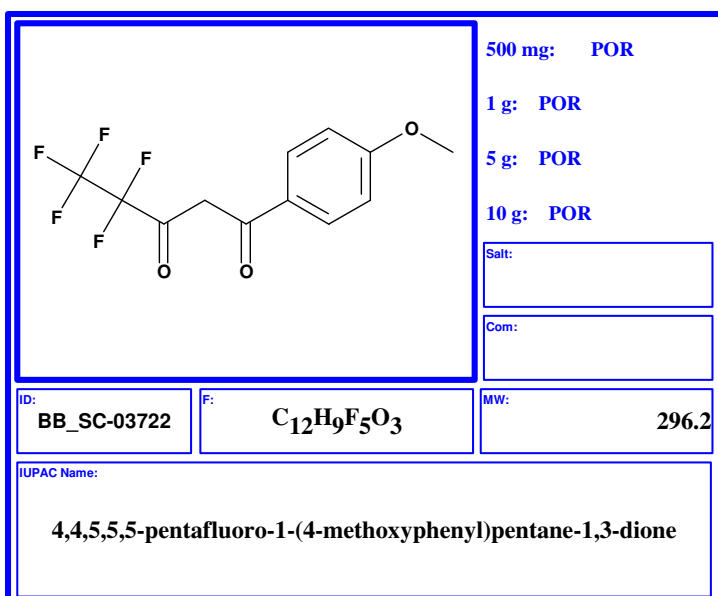 500 mg: POR
1 g: POR
5 g: POR
10 g: POR
F
F
F
F
F
O
O
O
Salt:
Com:
ID:
BB_SC-03722
F:
C12H9F5O3
MW:
296.2
IUPAC Name:
4,4,5,5,5-pentafluoro-1-(4-methoxyphenyl)pentane-1,3-dione